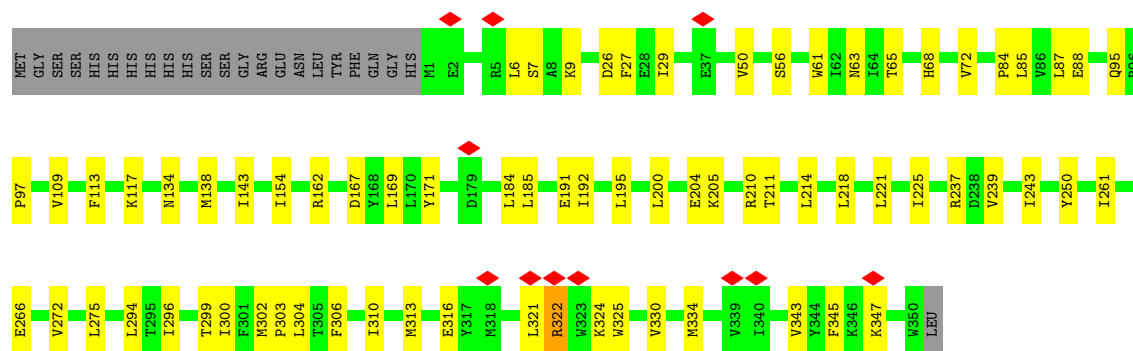 MET GLY SER SER HIS HIS HIS HIS HIS HIS SER SER GLY ARG GLU ASN LEU TYR PHE GLN GLY HIS M1 E2 R5 L6 S7 A8 K9 D26 F27 E28 I29 E37 V50 S56 W61 I62 N63 I64 T65 H68 V72 P84 L85 V86 L87 E88 Q95
P97 V109 F113 K117 N134 M138 I143 I154 R162 D167 Y168 L169 L170 Y171 D179 L184 L185 E191 I192 L195 L200 E204 K205 R210 T211 L214 L218 L221 I225 R237 D238 V239 I243 Y250 I261
E266 V272 L275 L294 T295 I296 T299 I300 F301 M302 P303 L304 I305 F306 I310 M313 E316 Y317 M318 L321 R322 W323 K324 W325 V330 M334 V339 I340 V343 Y344 F345 K346 K347 W350 LEU